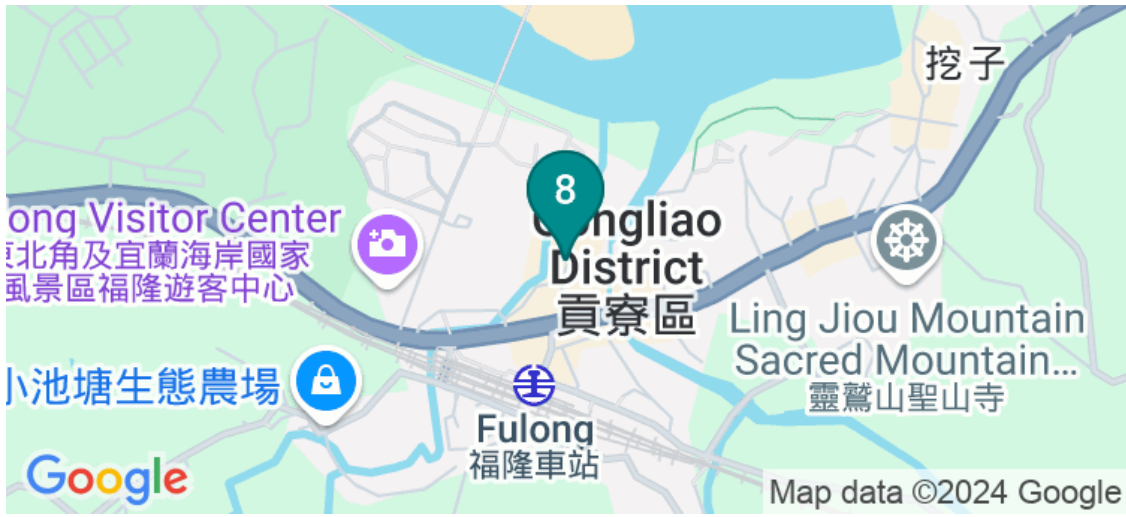 挖子
8
ong Visitor Center
東北角及宜蘭海岸國家
風景區福隆遊客中心
Gongliao
District
貢寮區
Ling Jiou Mountain
Sacred Mountain...
靈鷲山聖山寺
小池塘生態農場
Fulong
福隆車站
Google
Map data ©2024 Google